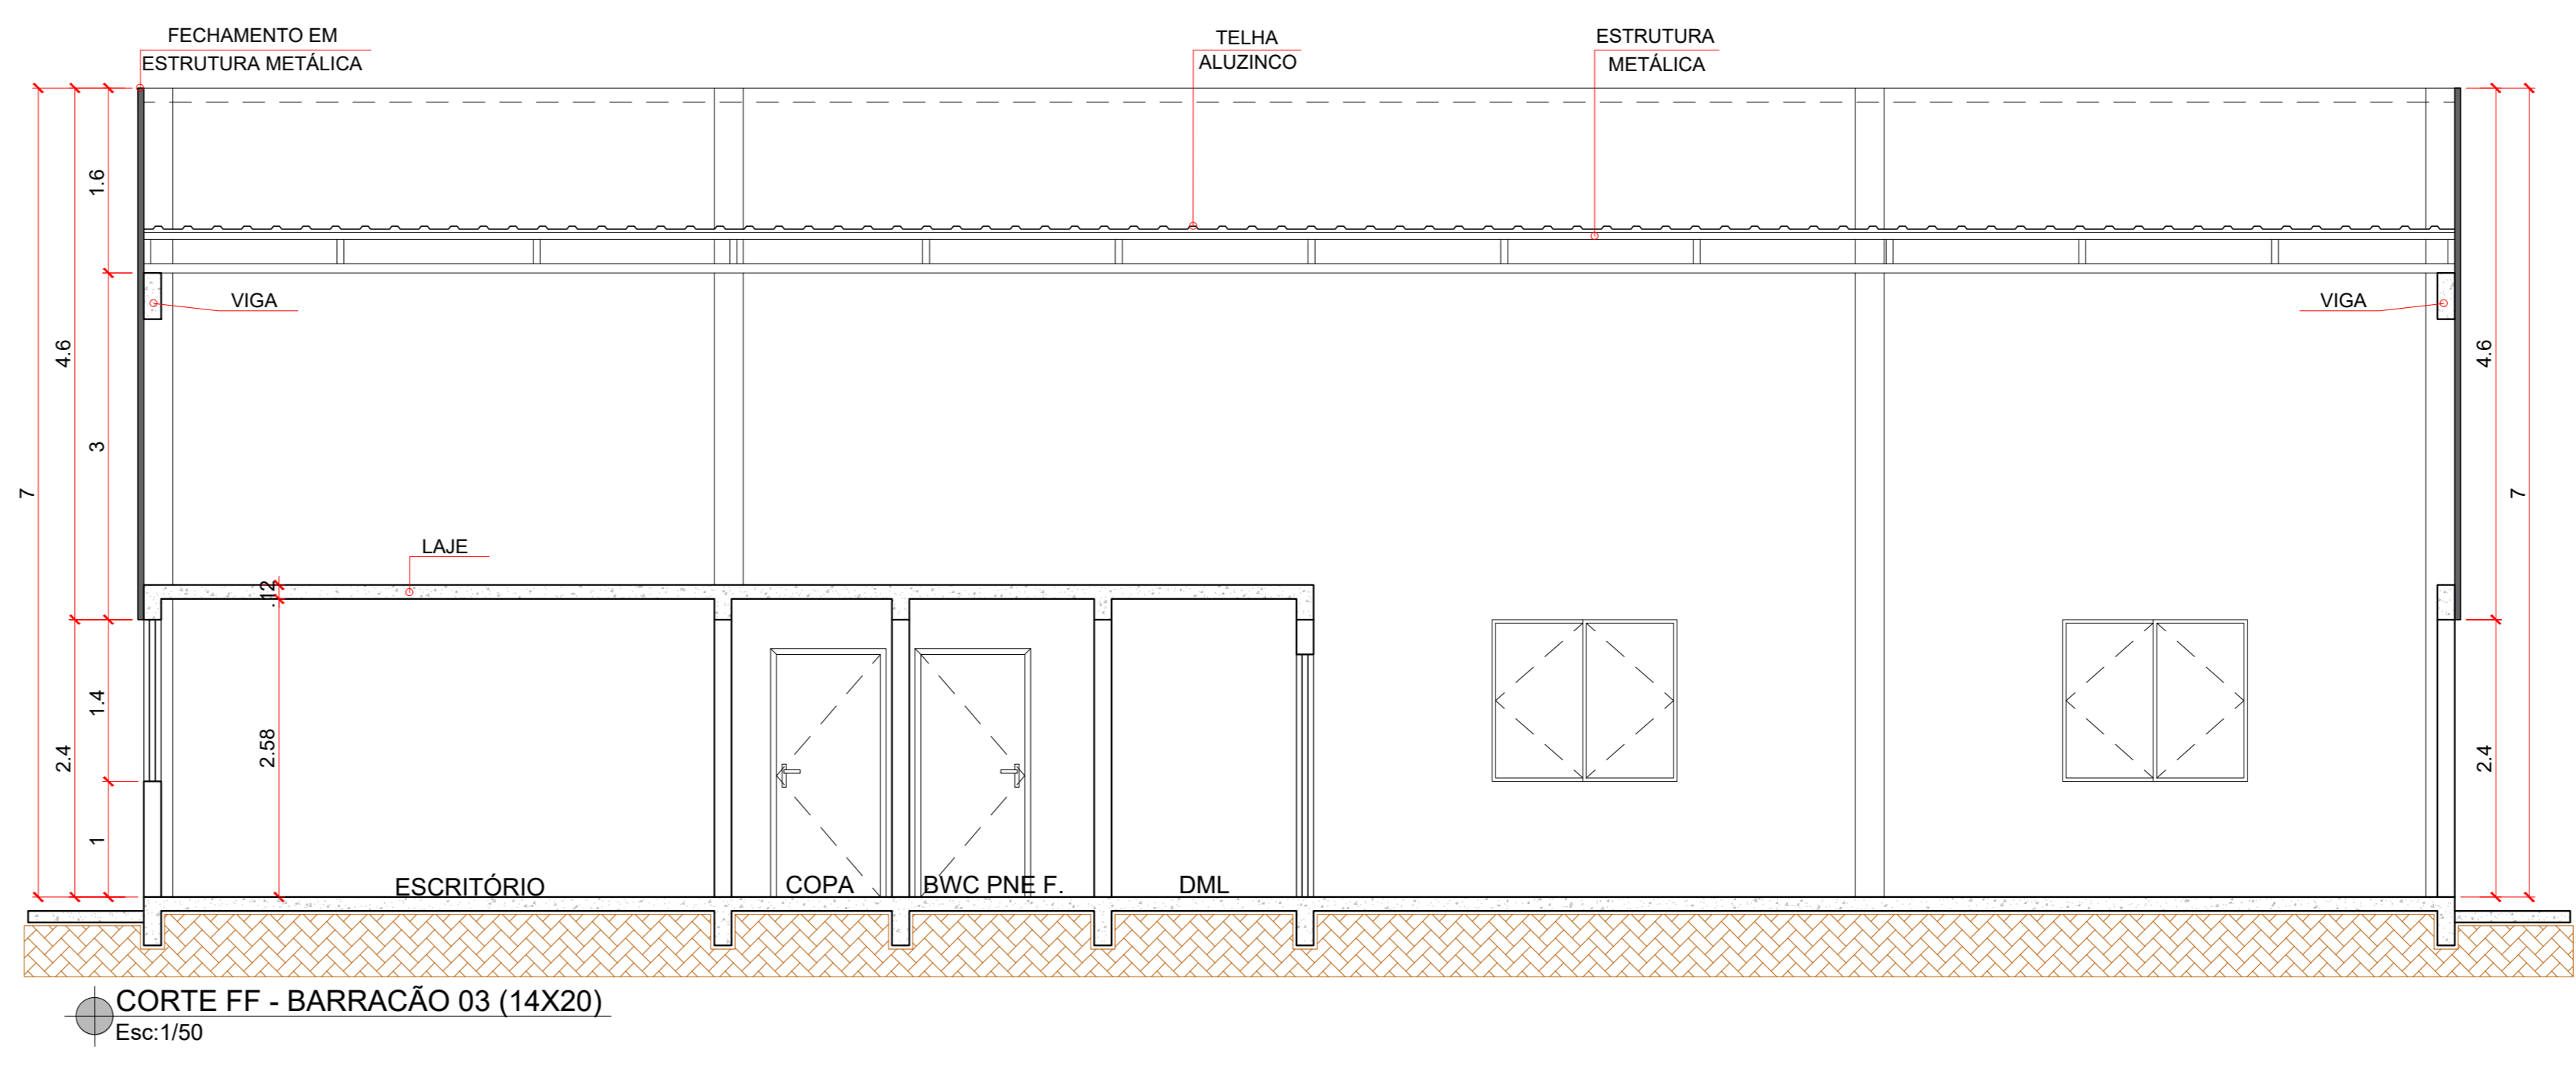 FECHAMENTO EM
ESTRUTURA METÁLICA
TELHA
ALUZINCO
ESTRUTURA
METÁLICA
1.6
VIGA
VIGA
4.6
4.6
3
7
7
LAJE
.12
1.4
2.4
2.58
2.4
1
ESCRITÓRIO
COPA
BWC PNE F.
DML
CORTE FF - BARRACÃO 03 (14X20)
Esc:1/50